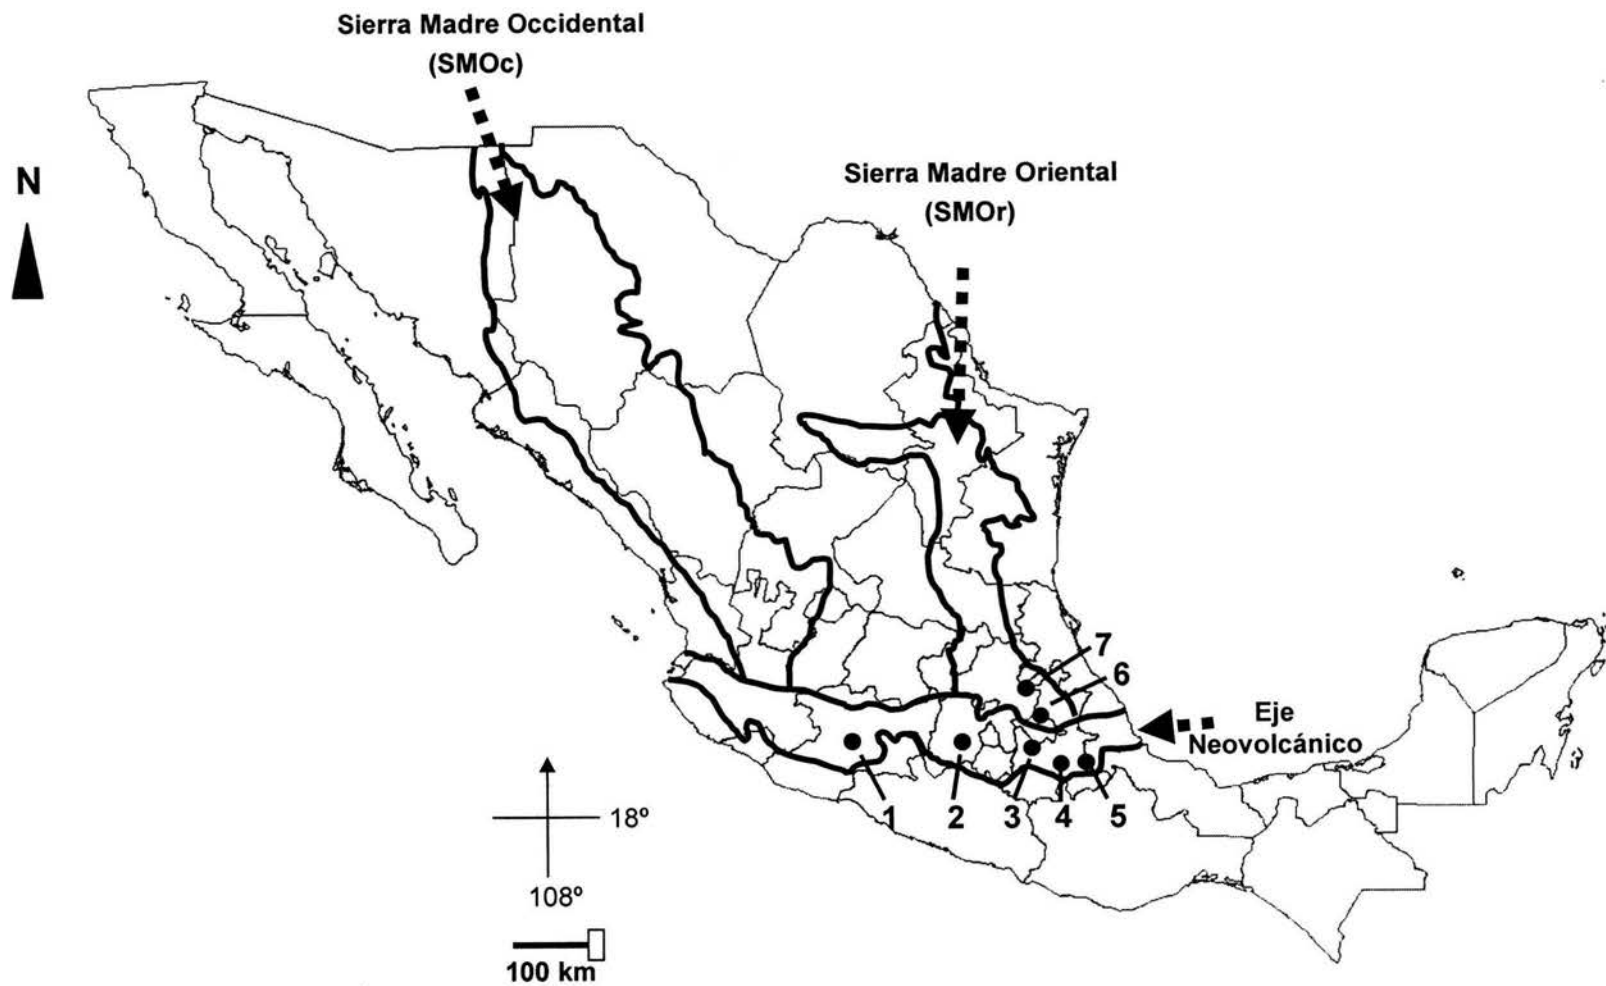 Sierra Madre Occidental
(SMOc)
N
Sierra Madre Oriental
(SMOr)
7
6
Eje
Neovolcánico
1
2
3
4
5
18º
108º
100 km